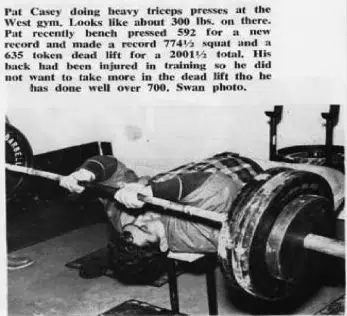 Pat Casey doing heavy triceps presses at the
West gym. Looks like about 300 lbs. on there.
Pat recently bench pressed 592 for a new
record and made a record 774½ squat and a
635 token dead lift for a 2001½ total. His
back had been injured in training so he did
not want to take more in the dead lift tho he
has done well over 700. Swan photo.
BARBELL